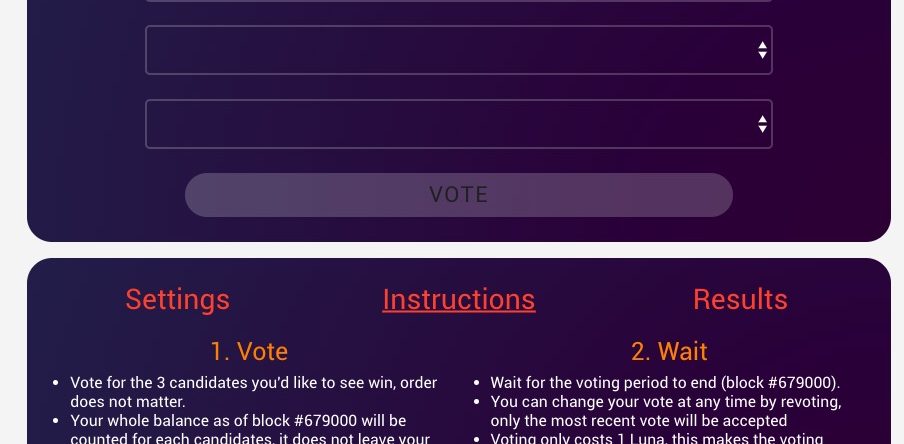 VOTE
Settings
Instructions
Results
1. Vote
• Vote for the 3 candidates you'd like to see win, order
does not matter.
• Your whole balance as of block #679000 will be
counted for each candidates, it does not leave your
2. Wait
• Wait for the voting period to end (block #679000).
• You can change your vote at any time by revoting,
only the most recent vote will be accepted
• Voting only costs 1 Luna, this makes the voting